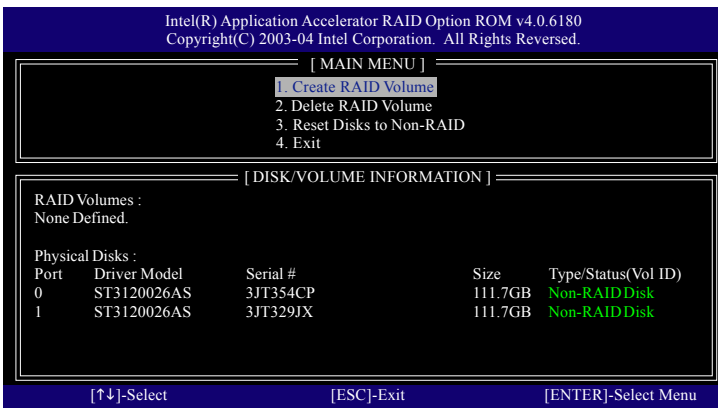 Intel(R) Application Accelerator RAID Option ROM v4.0.6180
Copyright(C) 2003-04 Intel Corporation. All Rights Reversed.
[ MAIN MENU ]
1. Create RAID Volume
2. Delete RAID Volume
3. Reset Disks to Non-RAID
4. Exit
[ DISK/VOLUME INFORMATION ]
RAID Volumes :
None Defined.
Physical Disks :
Port Driver Model Serial # Size Type/Status(Vol ID)
0 ST3120026AS 3JT354CP 111.7GB Non-RAID Disk
1 ST3120026AS 3JT329JX 111.7GB Non-RAID Disk
[↑↓]-Select [ESC]-Exit [ENTER]-Select Menu